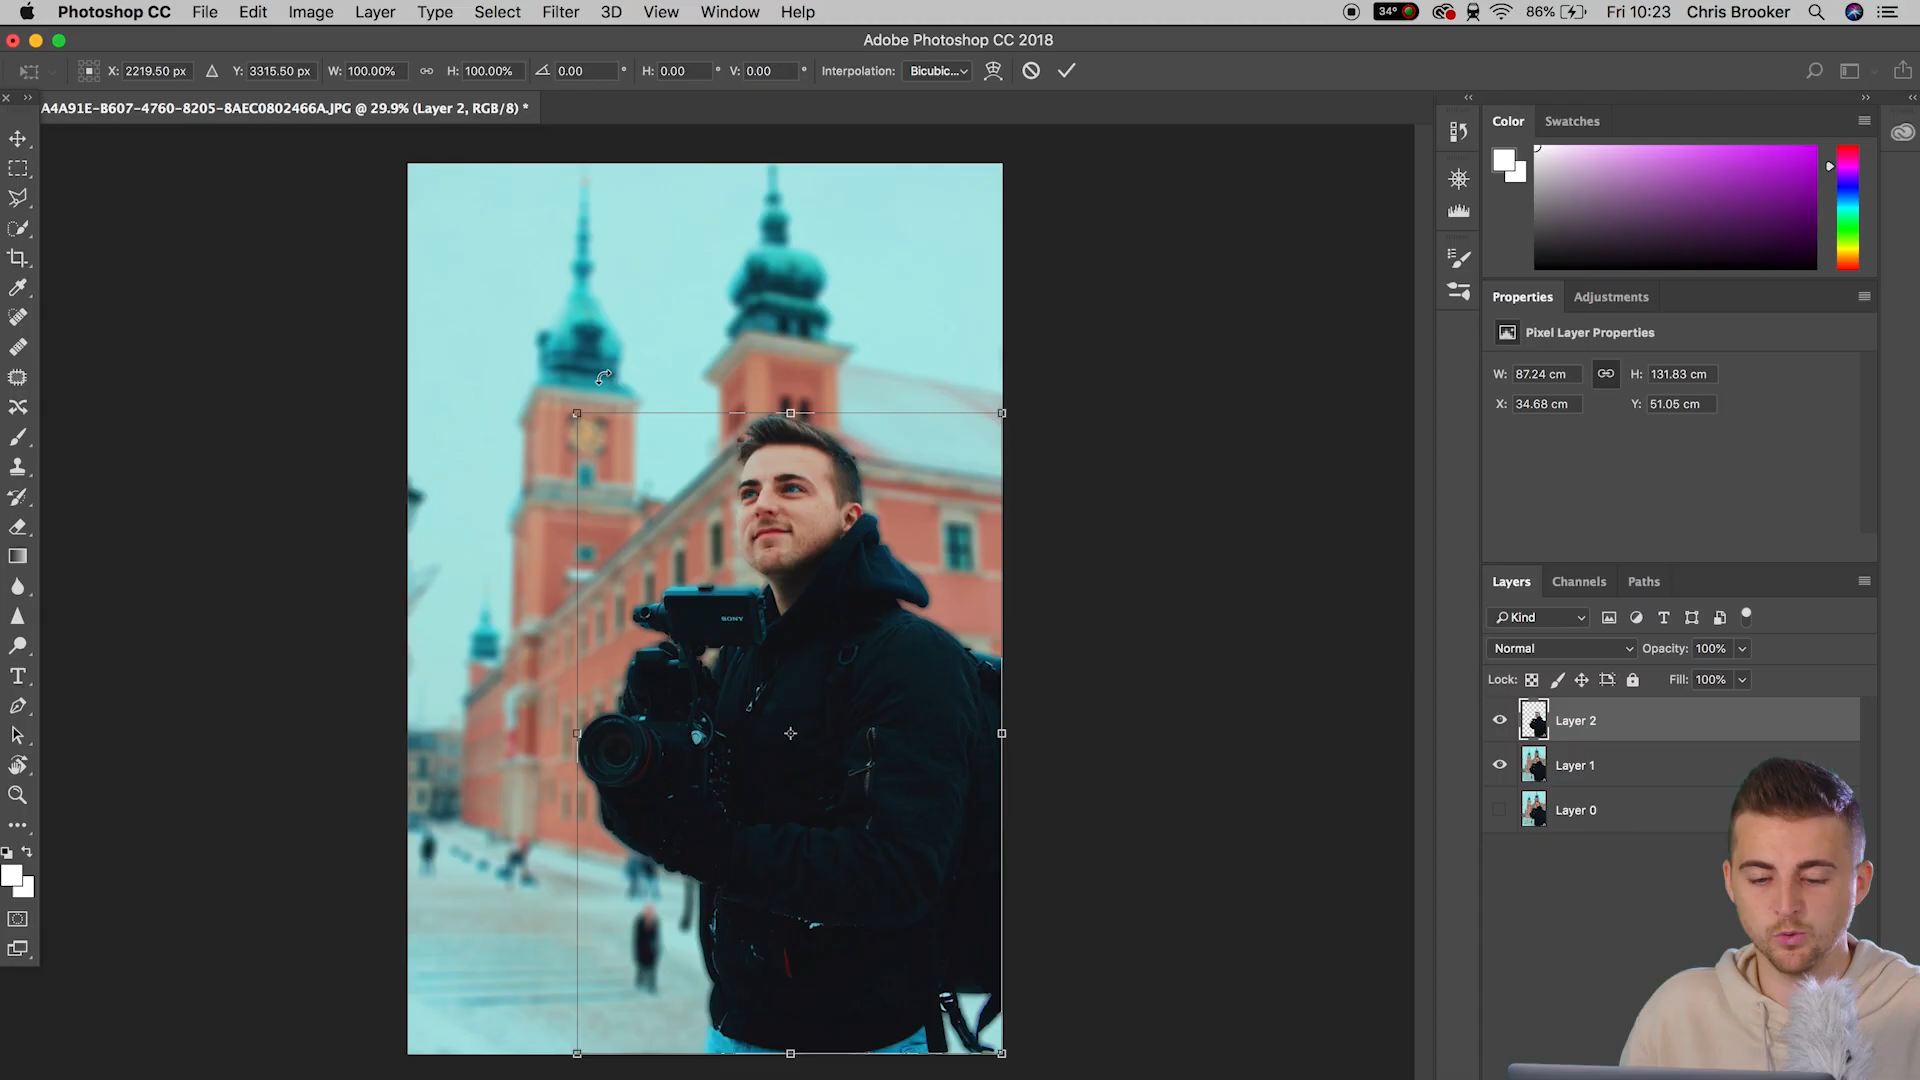 Photoshop CC File Edit Image Layer Type Select Filter 3D View Window Help 34° 86% Fri 10:23 Chris Brooker
Adobe Photoshop CC 2018
X: 2219.50 px Y: 3315.50 px W: 100.00% H: 100.00% 0.00 ° H: 0.00 ° V: 0.00 ° Interpolation: Bicubic...
A4A91E-B607-4760-8205-8AEC0802466A.JPG @ 29.9% (Layer 2, RGB/8) *
Color Swatches
Properties Adjustments
Pixel Layer Properties
W: 87.24 cm H: 131.83 cm
X: 34.68 cm Y: 51.05 cm
Layers Channels Paths
Kind
Normal Opacity: 100%
Lock: Fill: 100%
Layer 2
Layer 1
Layer 0
SONY